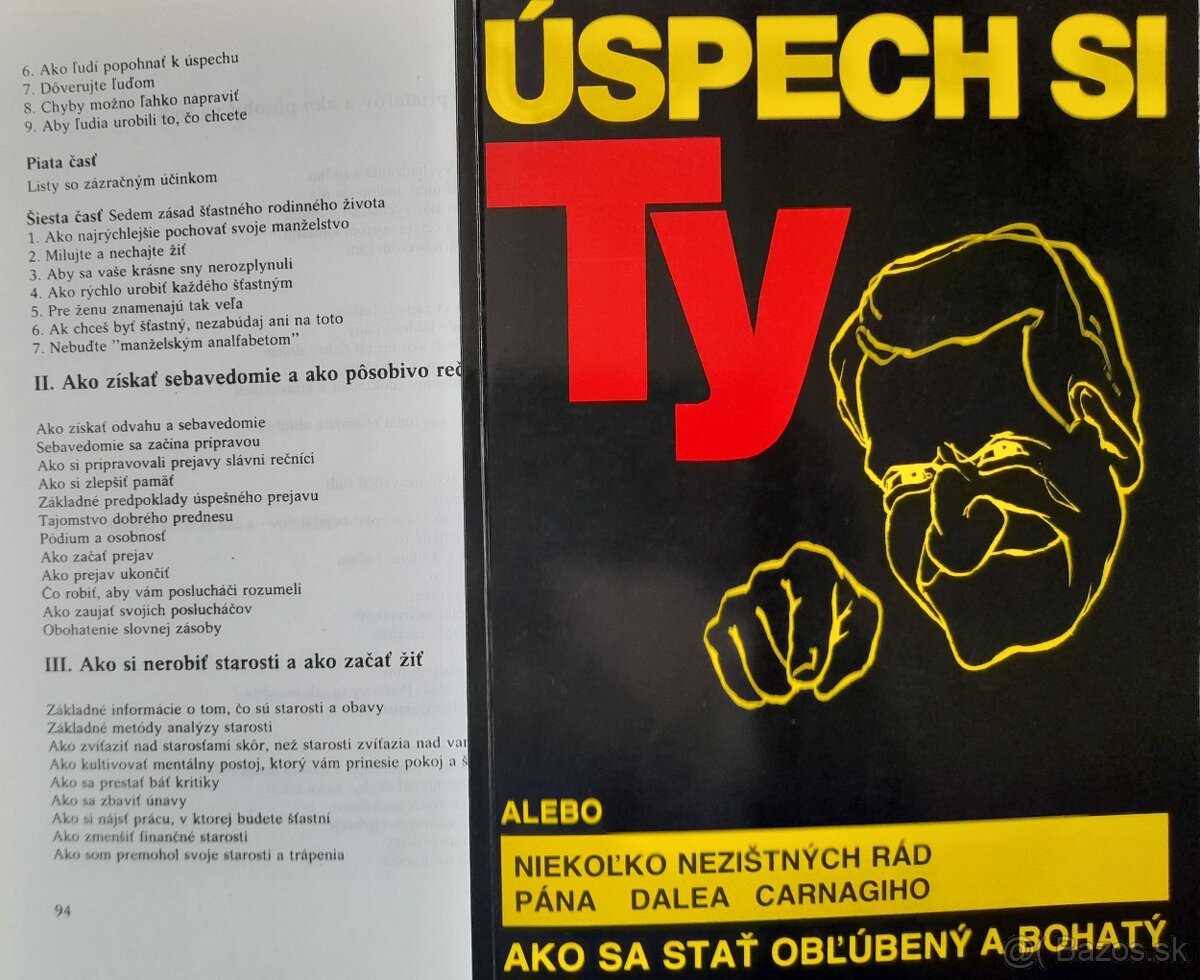 6. Ako ľudí popohnať k úspechu
7. Dôverujte ľuďom
8. Chyby možno ľahko napraviť
9. Aby ľudia urobili to, čo chcete
Piata časť
Listy so zázračným účinkom
Šiesta časť Sedem zásad šťastného rodinného života
1. Ako najrýchlejšie pochovať svoje manželstvo
2. Milujte a nechajte žiť
3. Aby sa vaše krásne sny nerozplynuli
4. Ako rýchlo urobiť každého šťastným
5. Pre ženu znamenajú tak veľa
6. Ak chceš byť šťastný, nezabúdaj ani na toto
7. Nebuďte "manželským analfabetom"
II. Ako získať sebavedomie a ako pôsobivo reč
Ako získať odvahu a sebavedomie
Sebavedomie sa začína prípravou
Ako si pripravovali prejavy slávni rečníci
Ako si zlepšiť pamäť
Základné predpoklady úspešného prejavu
Tajomstvo dobrého prednesu
Pódium a osobnosť
Ako začať prejav
Ako prejav ukončiť
Čo robiť, aby vám poslucháči rozumeli
Ako zaujať svojich poslucháčov
Obohatenie slovnej zásoby
III. Ako si nerobiť starosti a ako začať žiť
Základné informácie o tom, čo sú starosti a obavy
Základné metódy analýzy starosti
Ako zvíťaziť nad starosťami skôr, než starosti zvíťazia nad
Ako kultivovať mentálny postoj, ktorý vám prinesie pokoj a š
Ako sa prestať báť kritiky
Ako sa zbaviť únavy
Ako si nájsť prácu, v ktorej budete šťastní
Ako zmenšiť finančné starosti
Ako som premohol svoje starosti a trápenia
94
ÚSPECH SI
Ty
ALEBO
NIEKOĽKO NEZIŠTNÝCH RÁD
PÁNA DALEA CARNAGIHO
AKO SA STAŤ OBĽÚBENÝ A BOHATÝ
Bazos.sk